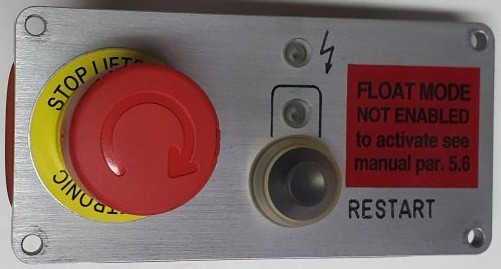 STOP LIFT
FLOAT MODE
NOT ENABLED
to activate see
manual par. 5.6
RESTART